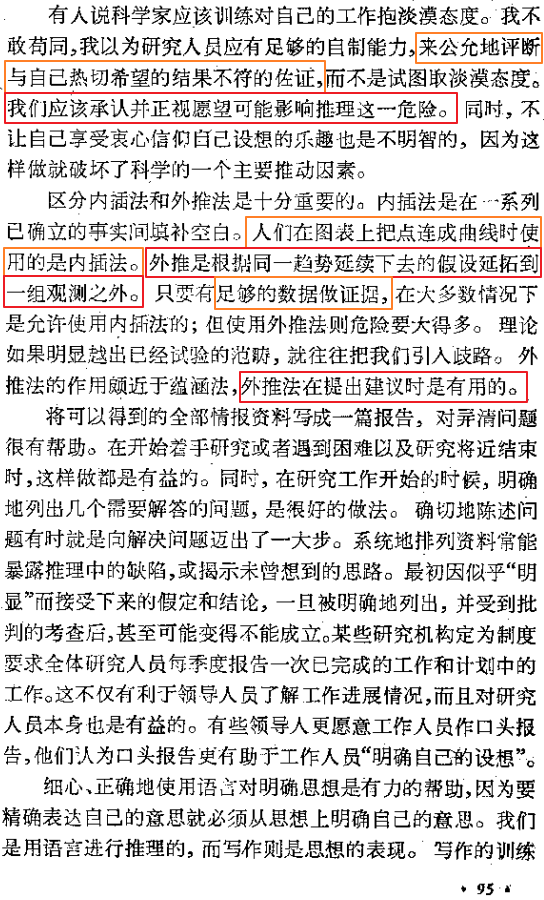 有人说科学家应该训练对自己的工作抱淡漠态度。我不
敢苟同,我以为研究人员应有足够的自制能力,来公允地评断
与自己热切希望的结果不符的佐证,而不是试图取淡漠态度。
我们应该承认并正视愿望可能影响推理这一危险。同时,不
让自己享受衷心信仰自己设想的乐趣也是不明智的,因为这
样做就破坏了科学的一个主要推动因素。
区分内插法和外推法是十分重要的。内插法是在一系列
已确立的事实间填补空白。人们在图表上把点连成曲线时使
用的是内插法。外推是根据同一趋势延续下去的假设延拓到
一组观测之外。只要有足够的数据做证据,在大多数情况下
是允许使用内插法的;但使用外推法则危险要大得多。理论
如果明显越出已经试验的范畴,就往往把我们引入歧路。外
推法的作用颇近于蕴涵法,外推法在提出建议时是有用的。
将可以得到的全部情报资料写成一篇报告,对弄清问题
很有帮助。在开始着手研究或者遇到困难以及研究将近结束
时,这样做都是有益的。同时,在研究工作开始的时候,明确
地列出几个需要解答的问题,是很好的做法。确切地陈述问
题有时就是向解决问题迈出了一大步。系统地排列资料常能
暴露推理中的缺陷,或揭示未曾想到的思路。最初因似乎“明
显”而接受下来的假定和结论,一旦被明确地列出,并受到批
判的考查后,甚至可能变得不能成立。某些研究机构定为制度
要求全体研究人员每季度报告一次已完成的工作和计划中的
工作。这不仅有利于领导人员了解工作进展情况,而且对研究
人员本身也是有益的。有些领导人更愿意工作人员作口头报
告,他们认为口头报告更有助于工作人员“明确自己的设想”。
细心、正确地使用语言对明确思想是有力的帮助,因为要
精确表达自己的意思就必须从思想上明确自己的意思。我们
是用语言进行推理的,而写作则是思想的表现。写作的训练
95